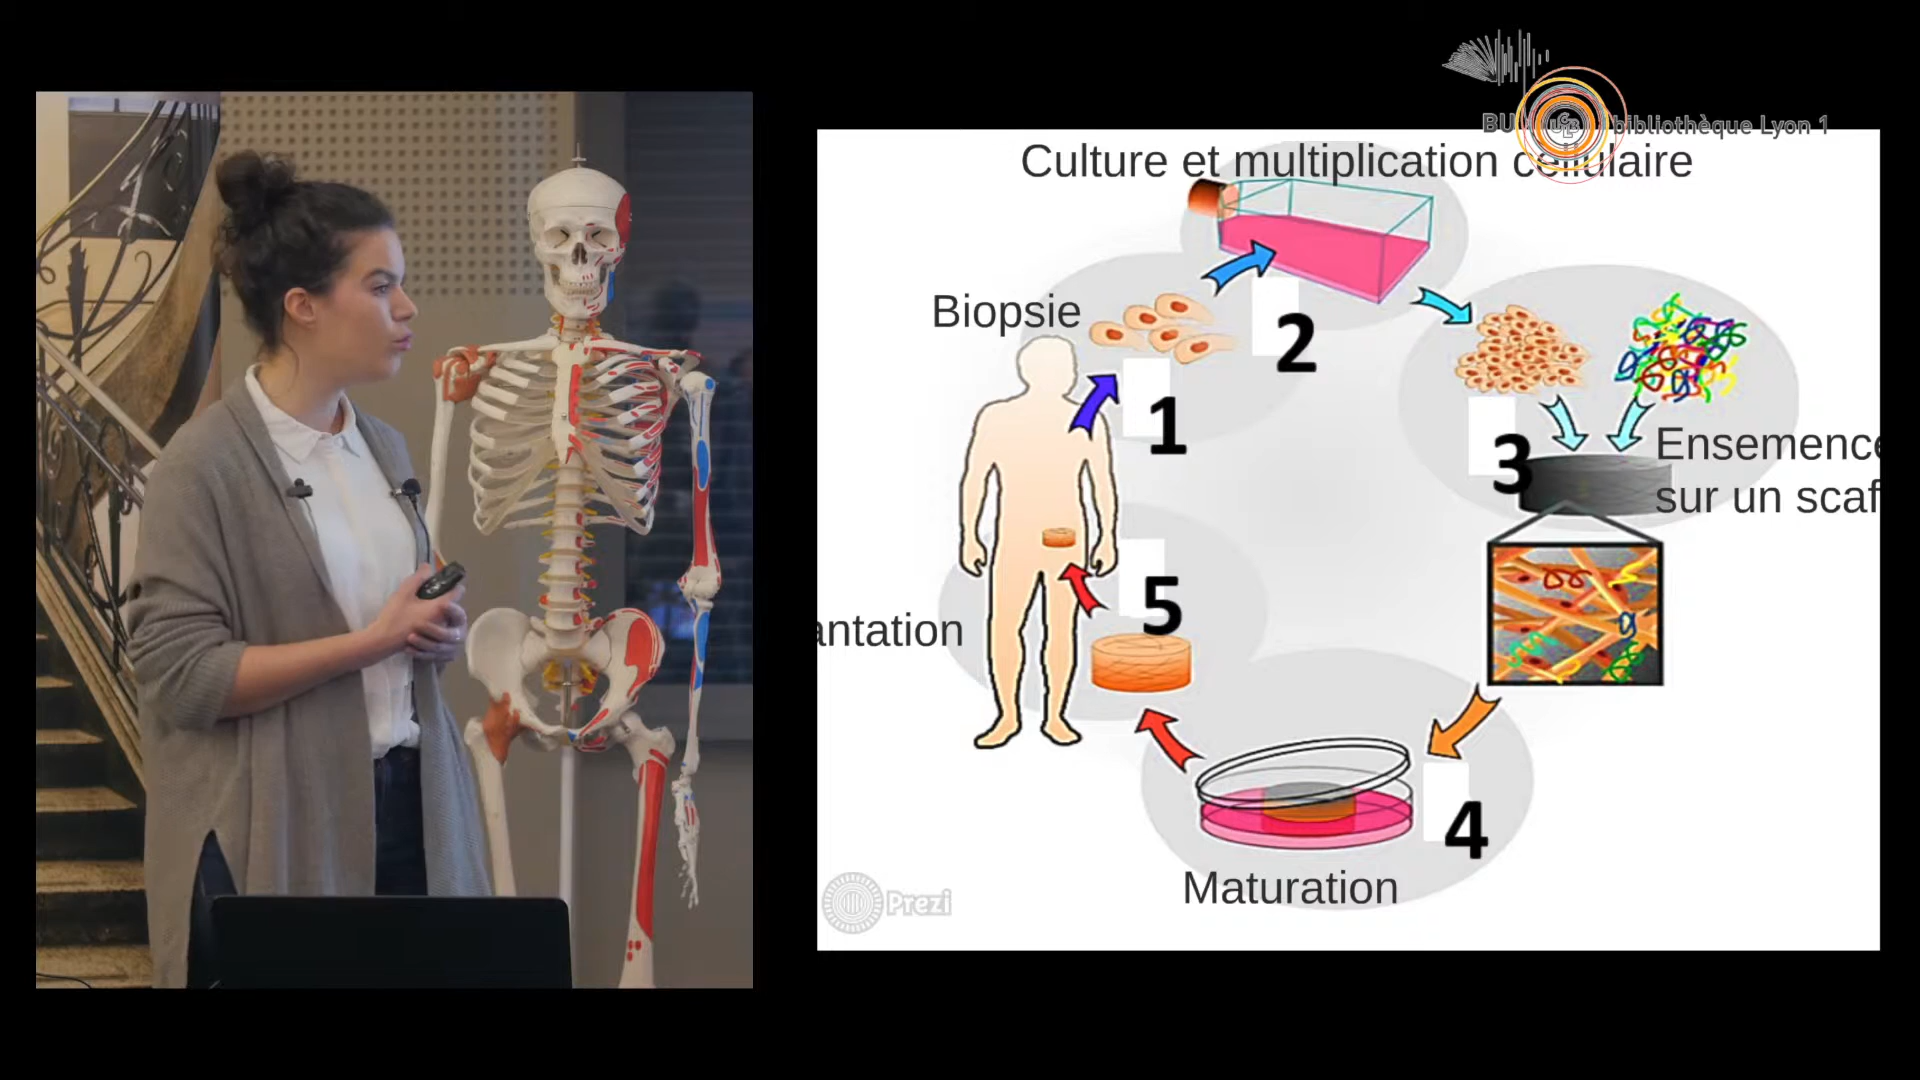 BU bibliothèque Lyon 1
UCBL
Culture et multiplication cellulaire
Biopsie
1
2
3
Ensemence
sur un scaf
antation
5
4
Maturation
Prezi